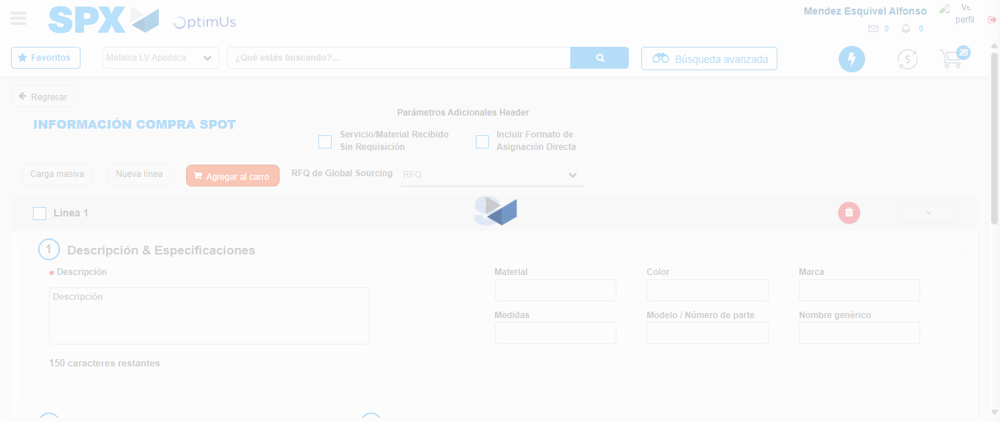 SPX
OptimUs
Mendez Esquivel Alfonso
Ve
perfil
0
0
Favoritos
Metalsa LV Apodaca
¿Qué estás buscando?...
Búsqueda avanzada
28
Regresar
INFORMACIÓN COMPRA SPOT
Parámetros Adicionales Header
Servicio/Material Recibido
Sin Requisición
Incluir Formato de
Asignación Directa
Carga masiva
Nueva línea
Agregar al carro
RFQ de Global Sourcing
RFQ
Linea 1
1
Descripción & Especificaciones
* Descripción
Descripción
150 caracteres restantes
Material
Color
Marca
Medidas
Modelo / Número de parte
Nombre genérico